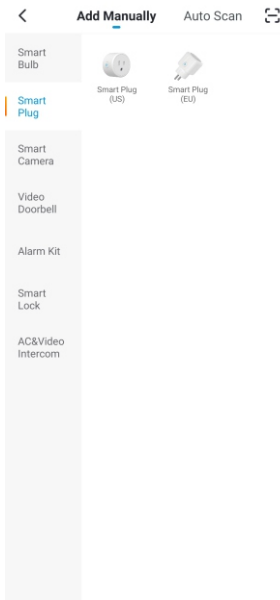 Add Manually
Auto Scan
Smart
Bulb
Smart
Plug
Smart
Camera
Video
Doorbell
Alarm Kit
Smart
Lock
AC&Video
Intercom
Smart Plug
(US)
Smart Plug
(EU)